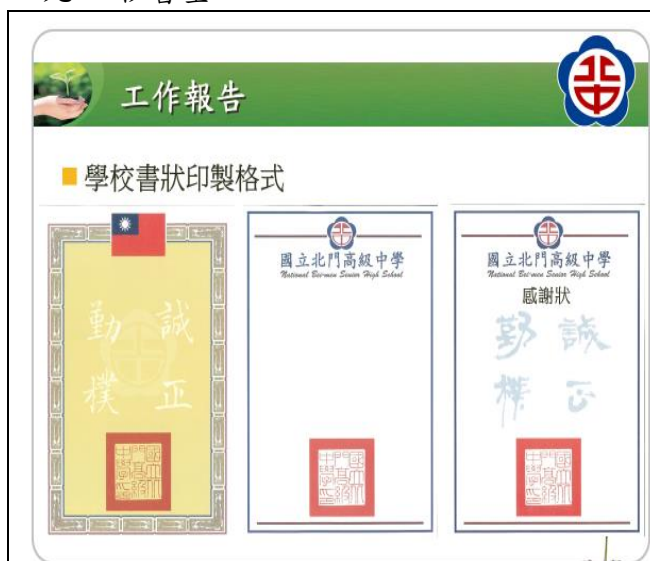 工作報告
學校書狀印製格式
誠正
勤樸
國立北門高級中學
National Bei-men Senior High School
國立北門高級中學
National Bei-men Senior High School
感謝狀
誠正
勤樸